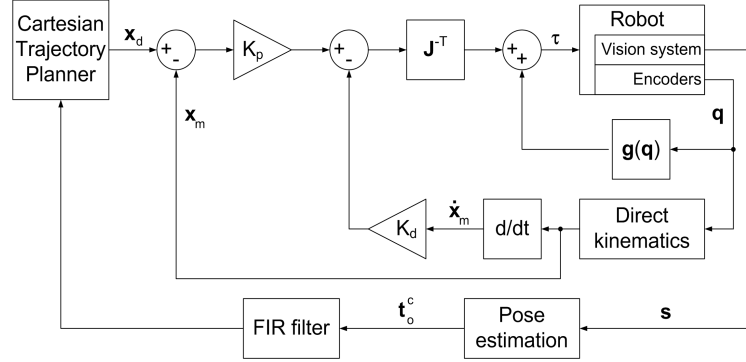 Cartesian
Trajectory
Planner
x_d
+
-
K_p
+
-
J^-T
+
+
τ
Robot
Vision system
Encoders
x_m
q
g(q)
K_d
ẋ_m
d/dt
Direct
kinematics
FIR filter
t_o^c
Pose
estimation
s